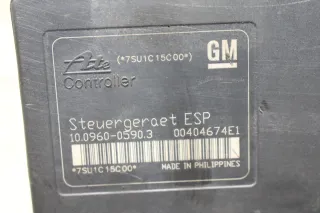 (*7SU1C15C00*)
GM
Ate
Controller
Steuergeraet ESP
10.0960-0590.3 00404674E1
*7SU1C15C00* MADE IN PHILIPPINES